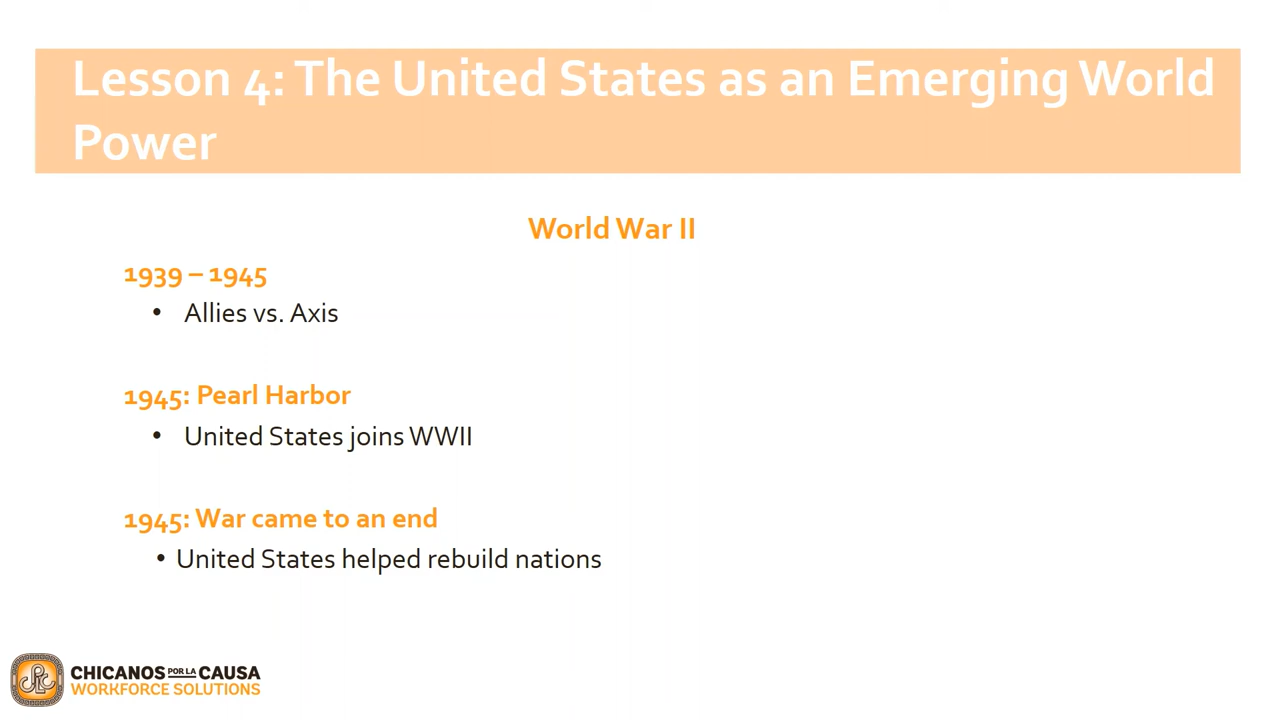 Lesson 4: The United States as an Emerging World
Power
World War II
1939 – 1945
• Allies vs. Axis
1945: Pearl Harbor
• United States joins WWII
1945: War came to an end
• United States helped rebuild nations
CHICANOS POR LA CAUSA
WORKFORCE SOLUTIONS